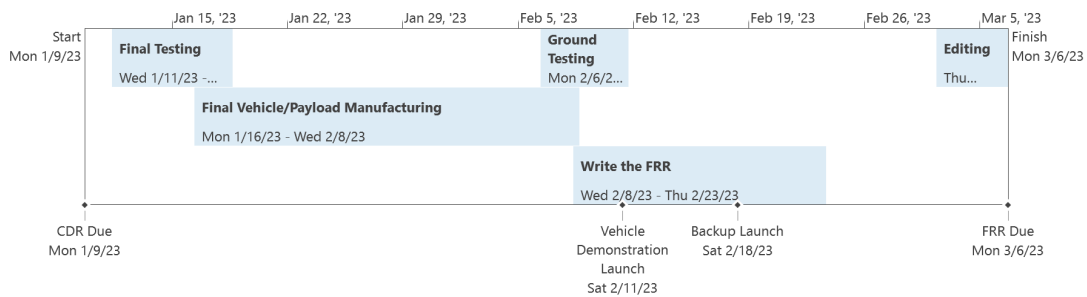 Jan 15, '23
Jan 22, '23
Jan 29, '23
Feb 5, '23
Feb 12, '23
Feb 19, '23
Feb 26, '23
Mar 5, '23
Start
Mon 1/9/23
Final Testing
Wed 1/11/23 -...
Ground
Testing
Mon 2/6/2...
Editing
Thu...
Finish
Mon 3/6/23
Final Vehicle/Payload Manufacturing
Mon 1/16/23 - Wed 2/8/23
Write the FRR
Wed 2/8/23 - Thu 2/23/23
CDR Due
Mon 1/9/23
Vehicle
Demonstration
Launch
Sat 2/11/23
Backup Launch
Sat 2/18/23
FRR Due
Mon 3/6/23